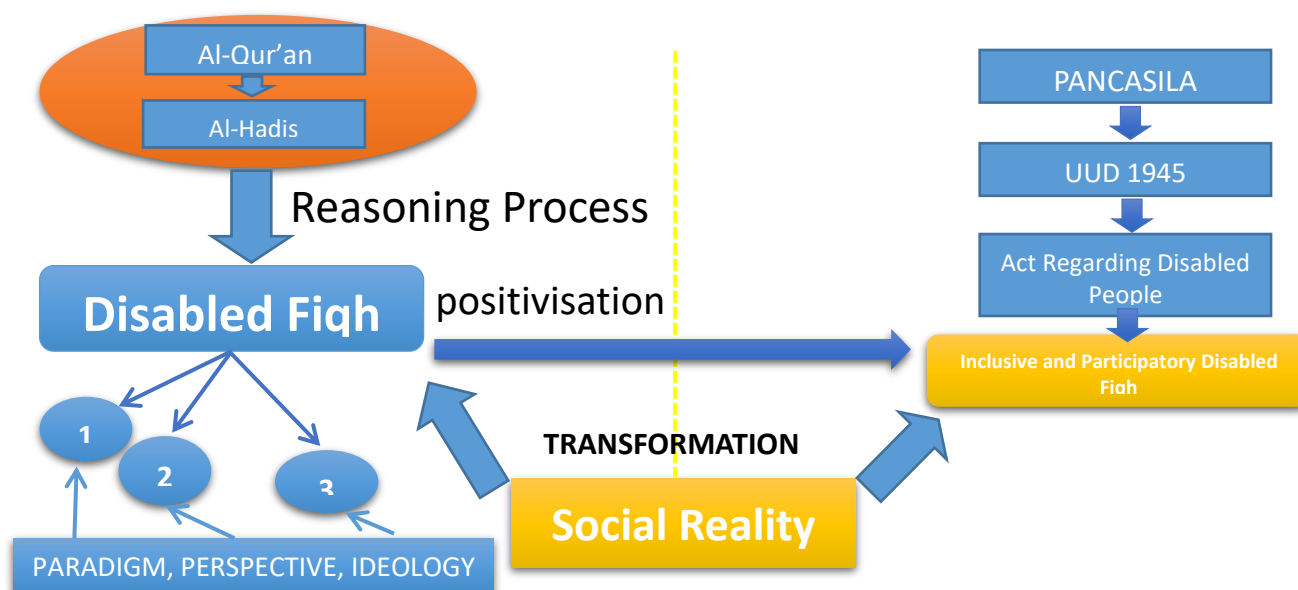 Al-Qur’an
Al-Hadis
Reasoning Process
Disabled Fiqh
positivisation
1
2
3
PARADIGM, PERSPECTIVE, IDEOLOGY
TRANSFORMATION
Social Reality
PANCASILA
UUD 1945
Act Regarding Disabled
People
Inclusive and Participatory Disabled
Fiqh